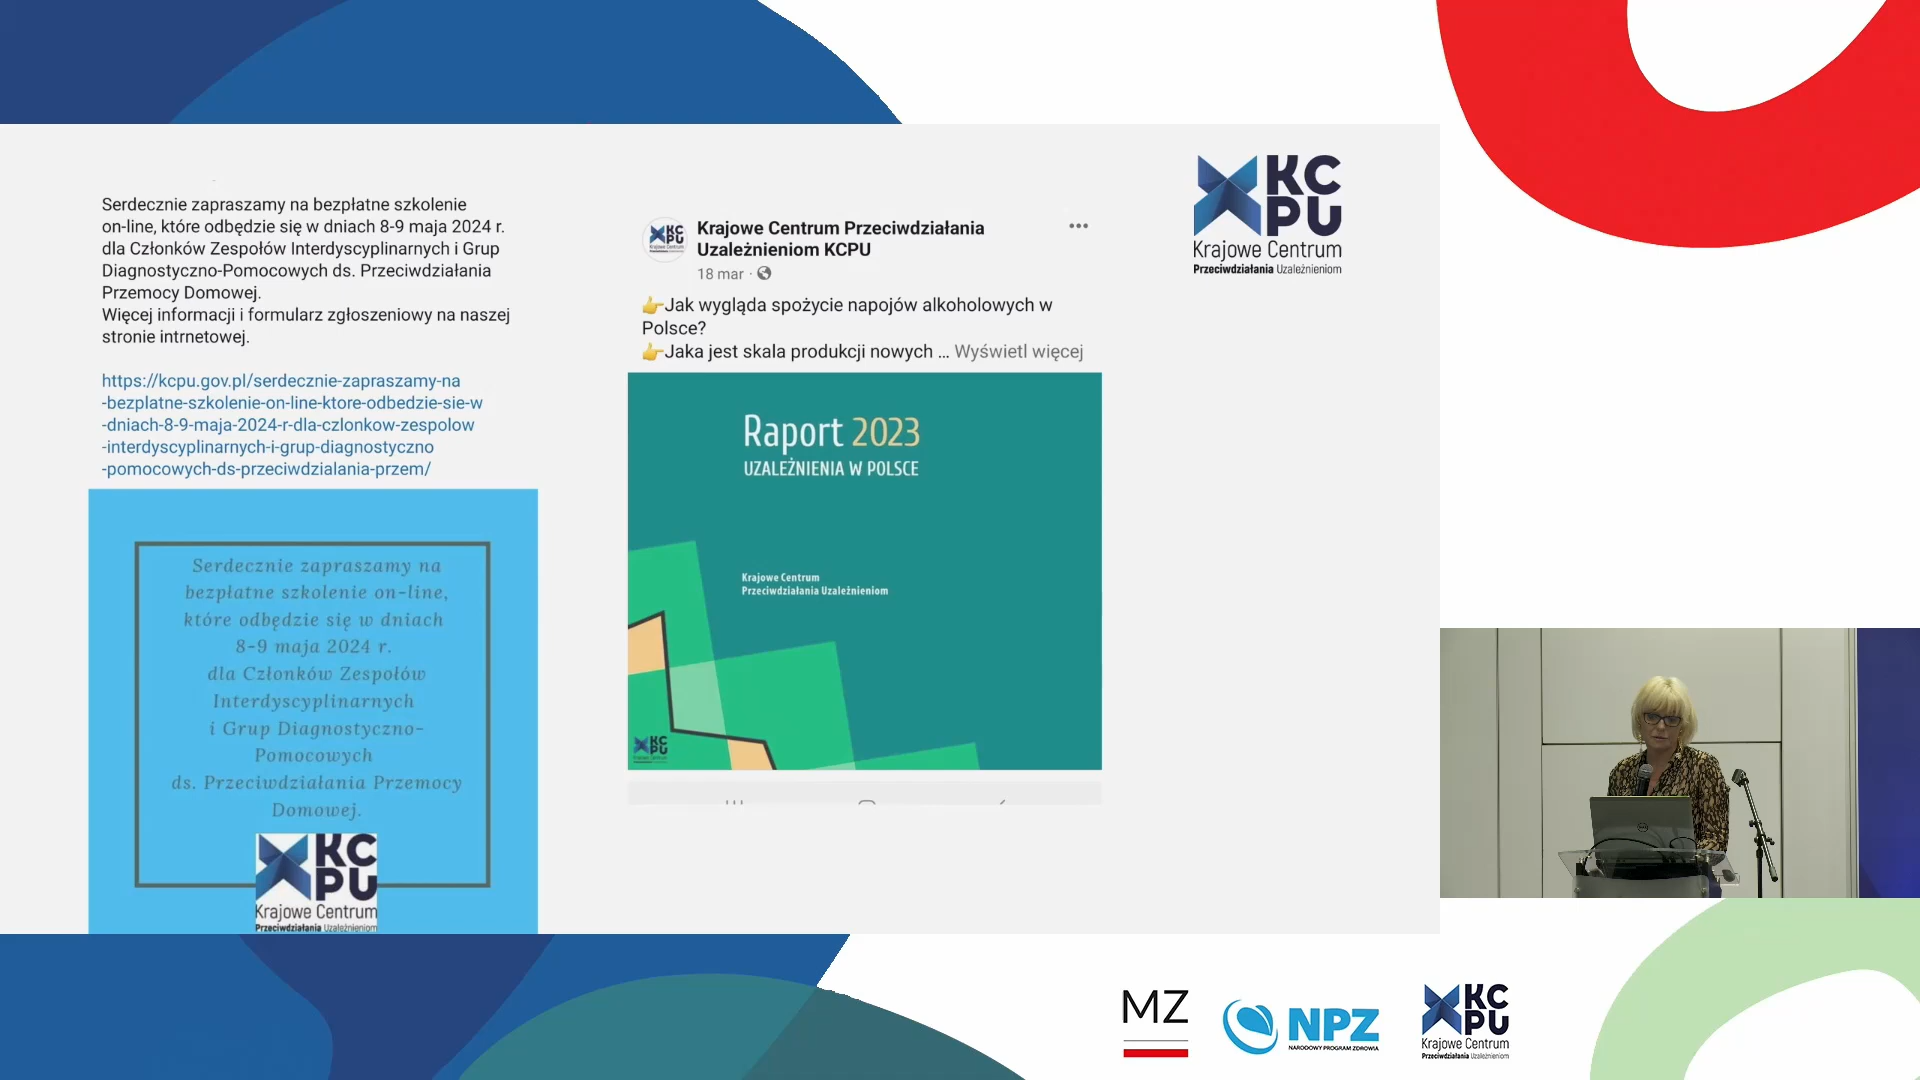 Serdecznie zapraszamy na bezpłatne szkolenie
on-line, które odbędzie się w dniach 8-9 maja 2024 r.
dla Członków Zespołów Interdyscyplinarnych i Grup
Diagnostyczno-Pomocowych ds. Przeciwdziałania
Przemocy Domowej.
Więcej informacji i formularz zgłoszeniowy na naszej
stronie intrnetowej.
https://kcpu.gov.pl/serdecznie-zapraszamy-na
-bezplatne-szkolenie-on-line-ktore-odbedzie-sie-w
-dniach-8-9-maja-2024-r-dla-czlonkow-zespolow
-interdyscyplinarnych-i-grup-diagnostyczno
-pomocowych-ds-przeciwdzialania-przem/
Serdecznie zapraszamy na
bezpłatne szkolenie on-line,
które odbędzie się w dniach
8-9 maja 2024 r.
dla Członków Zespołów
Interdyscyplinarnych
i Grup Diagnostyczno-
Pomocowych
ds. Przeciwdziałania Przemocy
Domowej.
KC
PU
Krajowe Centrum
Przeciwdziałania Uzależnieniom
KC
PU
Krajowe Centrum Przeciwdziałania
Uzależnieniom KCPU
18 mar ·
👉Jak wygląda spożycie napojów alkoholowych w
Polsce?
👉Jaka jest skala produkcji nowych ... Wyświetl więcej
Raport 2023
UZALEŻNIENIA W POLSCE
Krajowe Centrum
Przeciwdziałania Uzależnieniom
KC
PU
Krajowe Centrum
KC
PU
Krajowe Centrum
Przeciwdziałania Uzależnieniom
MZ
NPZ
NARODOWY PROGRAM ZDROWIA
KC
PU
Krajowe Centrum
Przeciwdziałania Uzależnieniom